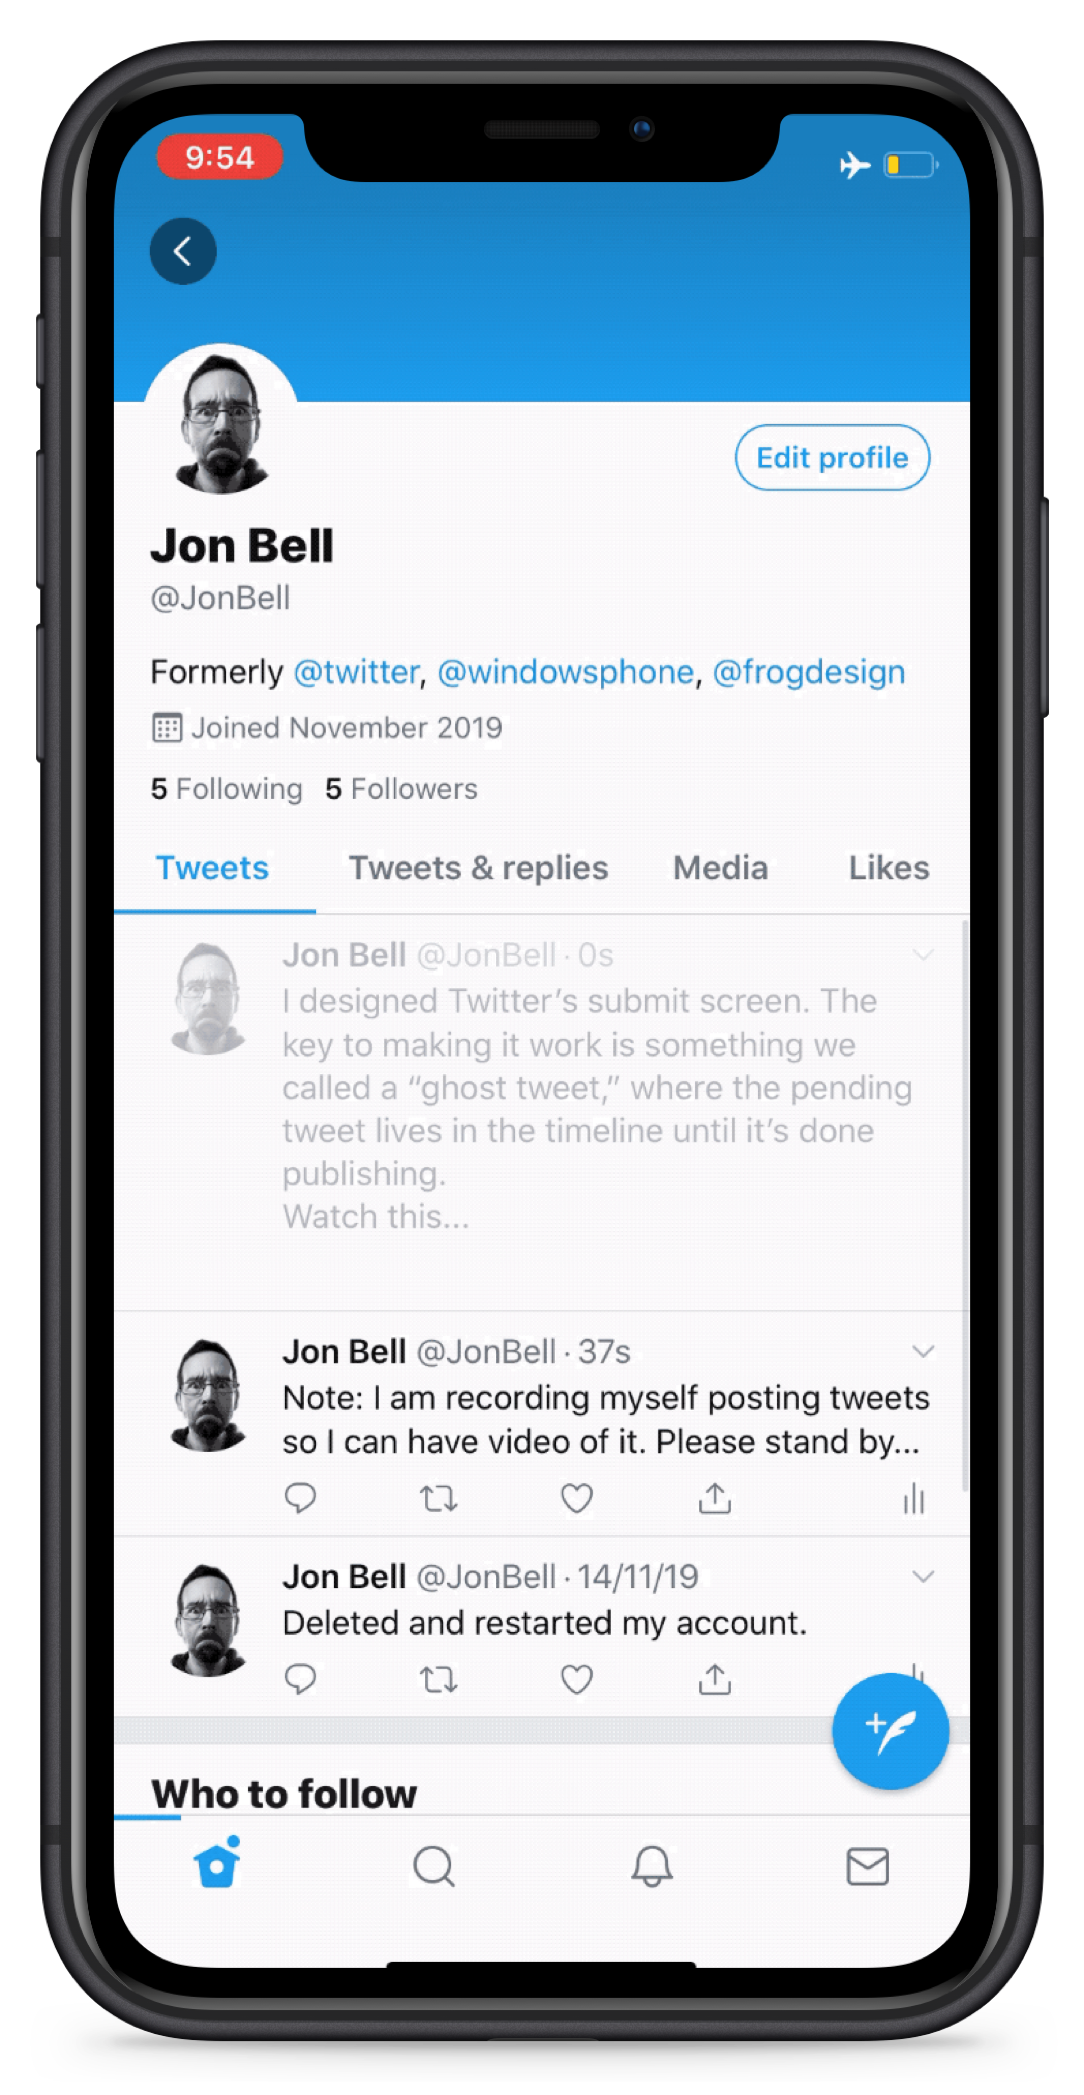 9:54
Edit profile
Jon Bell
@JonBell
Formerly @twitter, @windowsphone, @frogdesign
Joined November 2019
5 Following 5 Followers
Tweets Tweets & replies Media Likes
Jon Bell @JonBell · 0s
I designed Twitter’s submit screen. The
key to making it work is something we
called a “ghost tweet,” where the pending
tweet lives in the timeline until it’s done
publishing.
Watch this...
Jon Bell @JonBell · 37s
Note: I am recording myself posting tweets
so I can have video of it. Please stand by...
Jon Bell @JonBell · 14/11/19
Deleted and restarted my account.
Who to follow